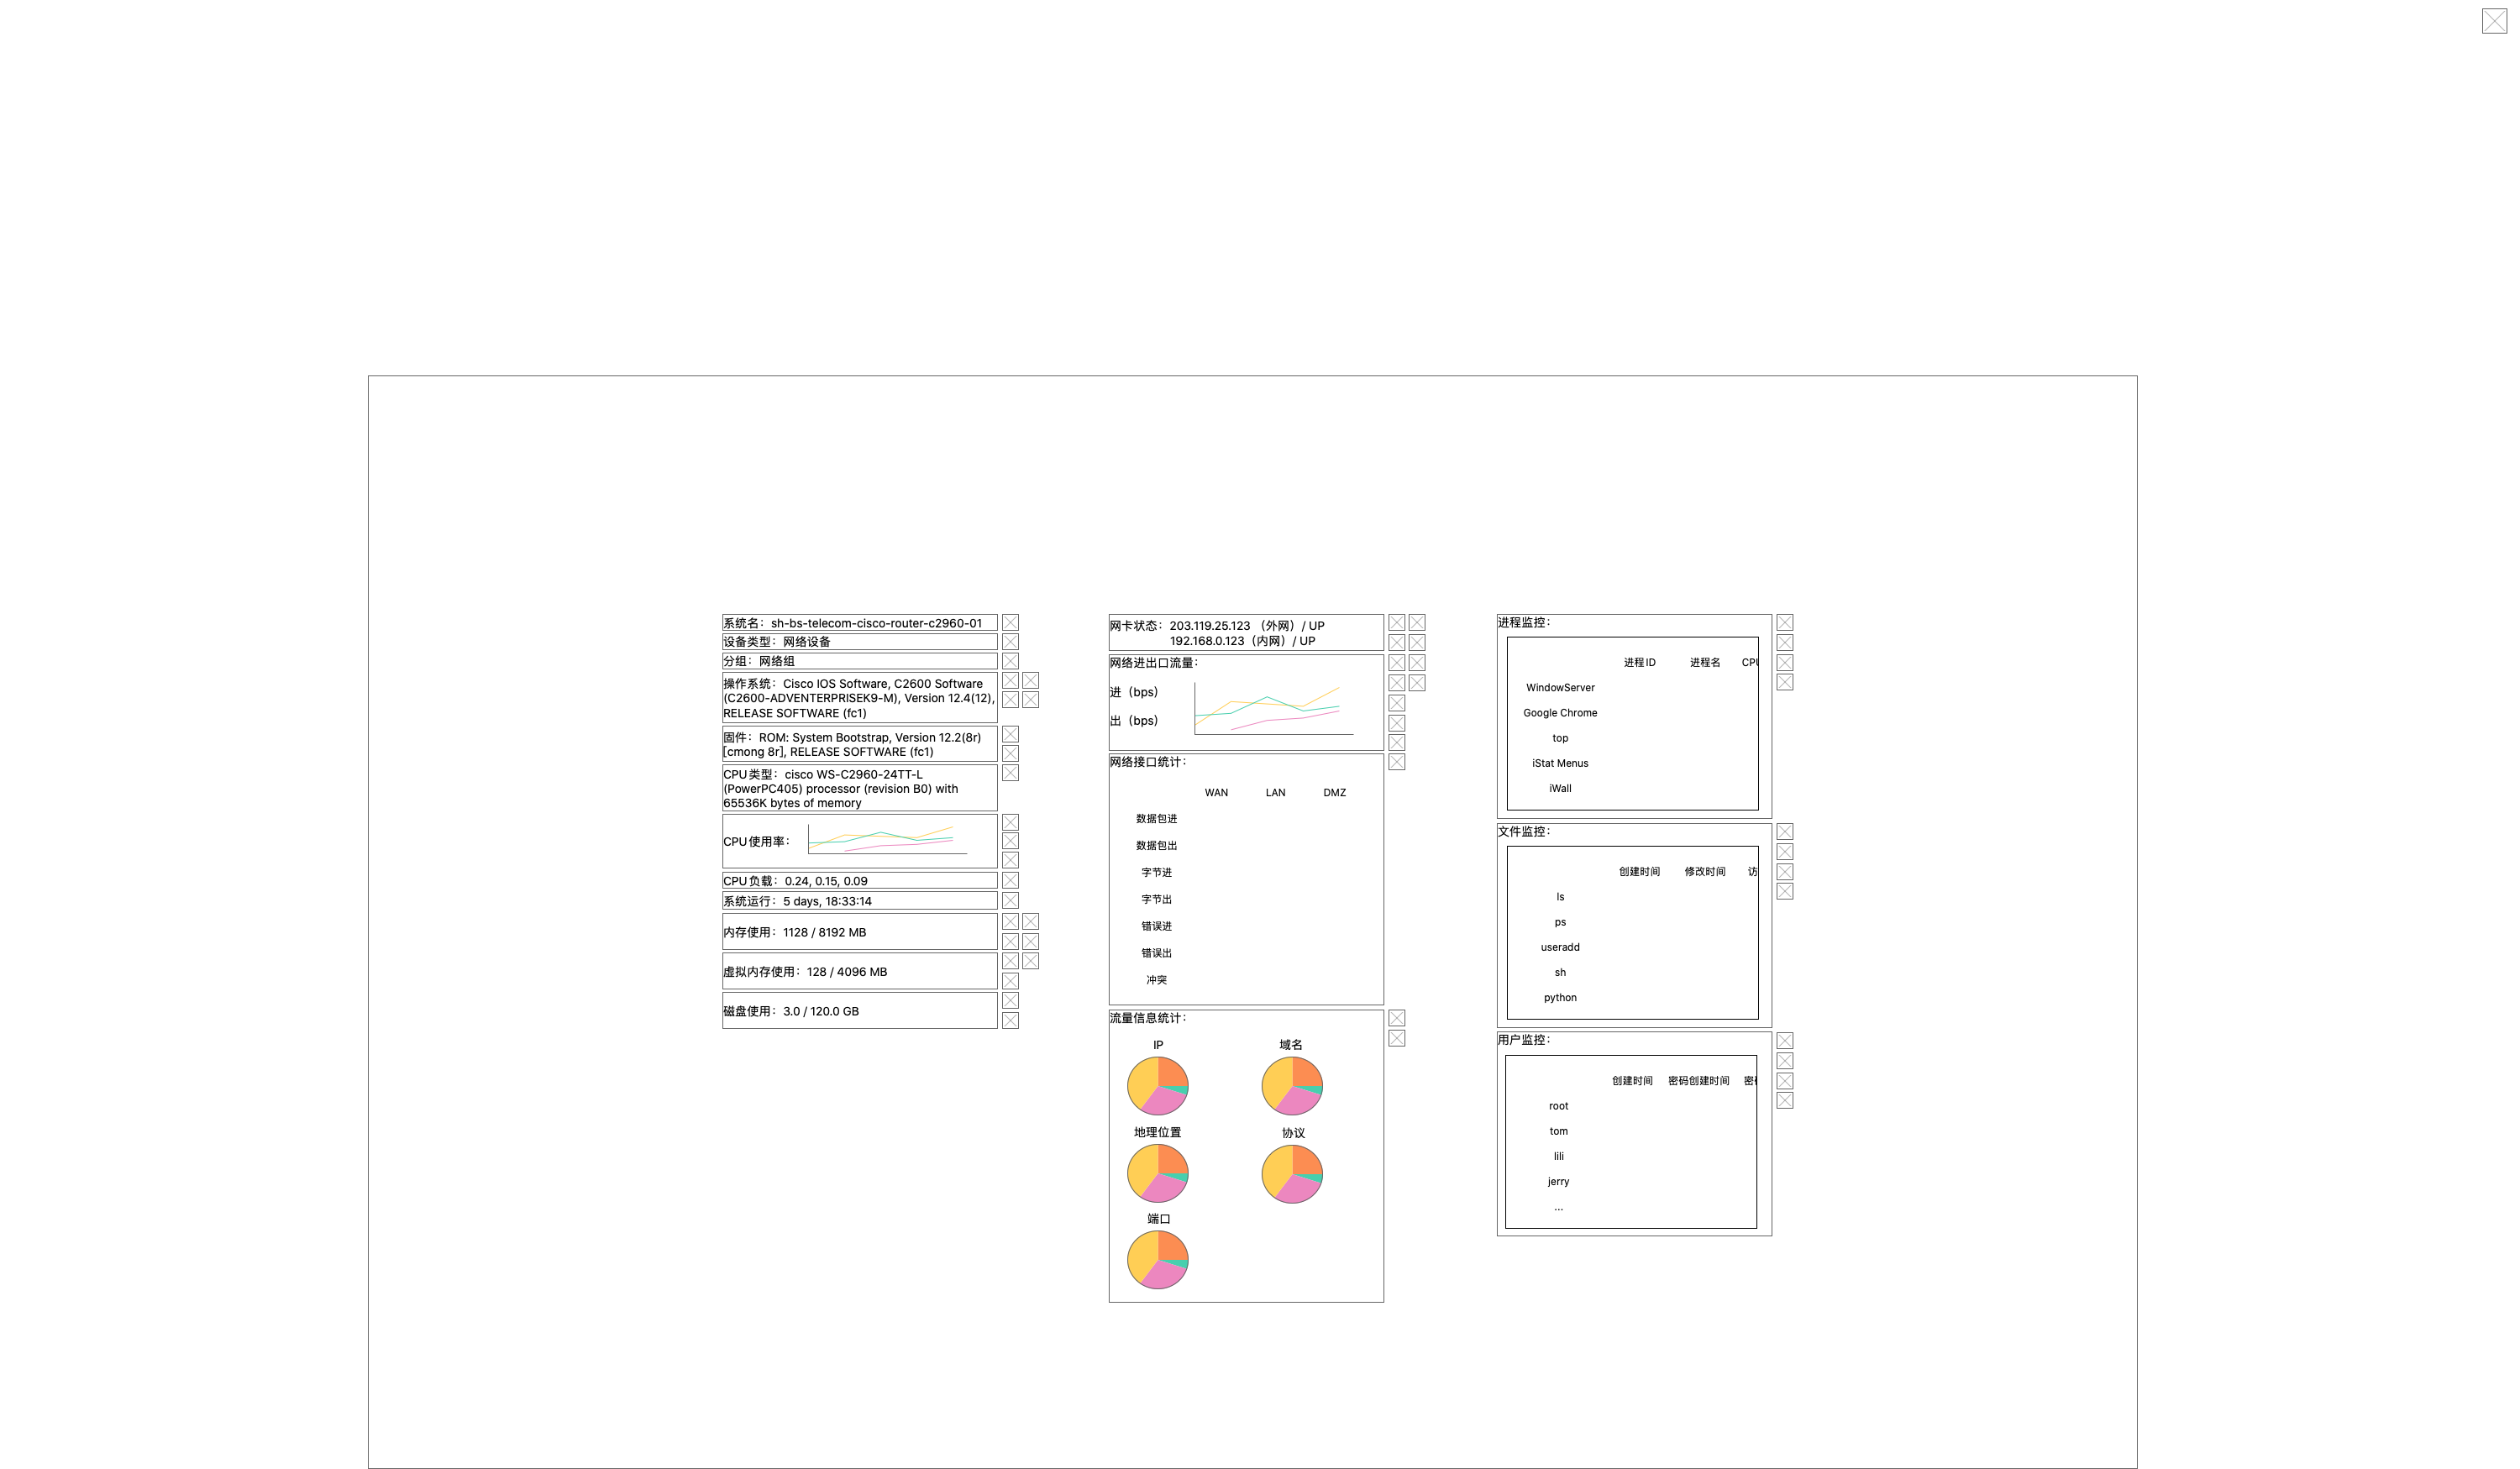 系统名：sh-bs-telecom-cisco-router-c2960-01
设备类型：网络设备
分组：网络组
操作系统：Cisco IOS Software, C2600 Software
(C2600-ADVENTERPRISEK9-M), Version 12.4(12),
RELEASE SOFTWARE (fc1)
固件：ROM: System Bootstrap, Version 12.2(8r)
[cmong 8r], RELEASE SOFTWARE (fc1)
CPU类型：cisco WS-C2960-24TT-L
(PowerPC405) processor (revision B0) with
65536K bytes of memory
CPU使用率：
CPU负载：0.24, 0.15, 0.09
系统运行：5 days, 18:33:14
内存使用：1128 / 8192 MB
虚拟内存使用：128 / 4096 MB
磁盘使用：3.0 / 120.0 GB
网卡状态：203.119.25.123 （外网）/ UP
192.168.0.123（内网）/ UP
网络进出口流量：
进（bps）
出（bps）
网络接口统计：
WAN LAN DMZ
数据包进
数据包出
字节进
字节出
错误进
错误出
冲突
流量信息统计：
IP 域名
地理位置 协议
端口
进程监控：
进程ID 进程名 CPU
WindowServer
Google Chrome
top
iStat Menus
iWall
文件监控：
创建时间 修改时间 访
ls
ps
useradd
sh
python
用户监控：
创建时间 密码创建时间 密
root
tom
lili
jerry
...